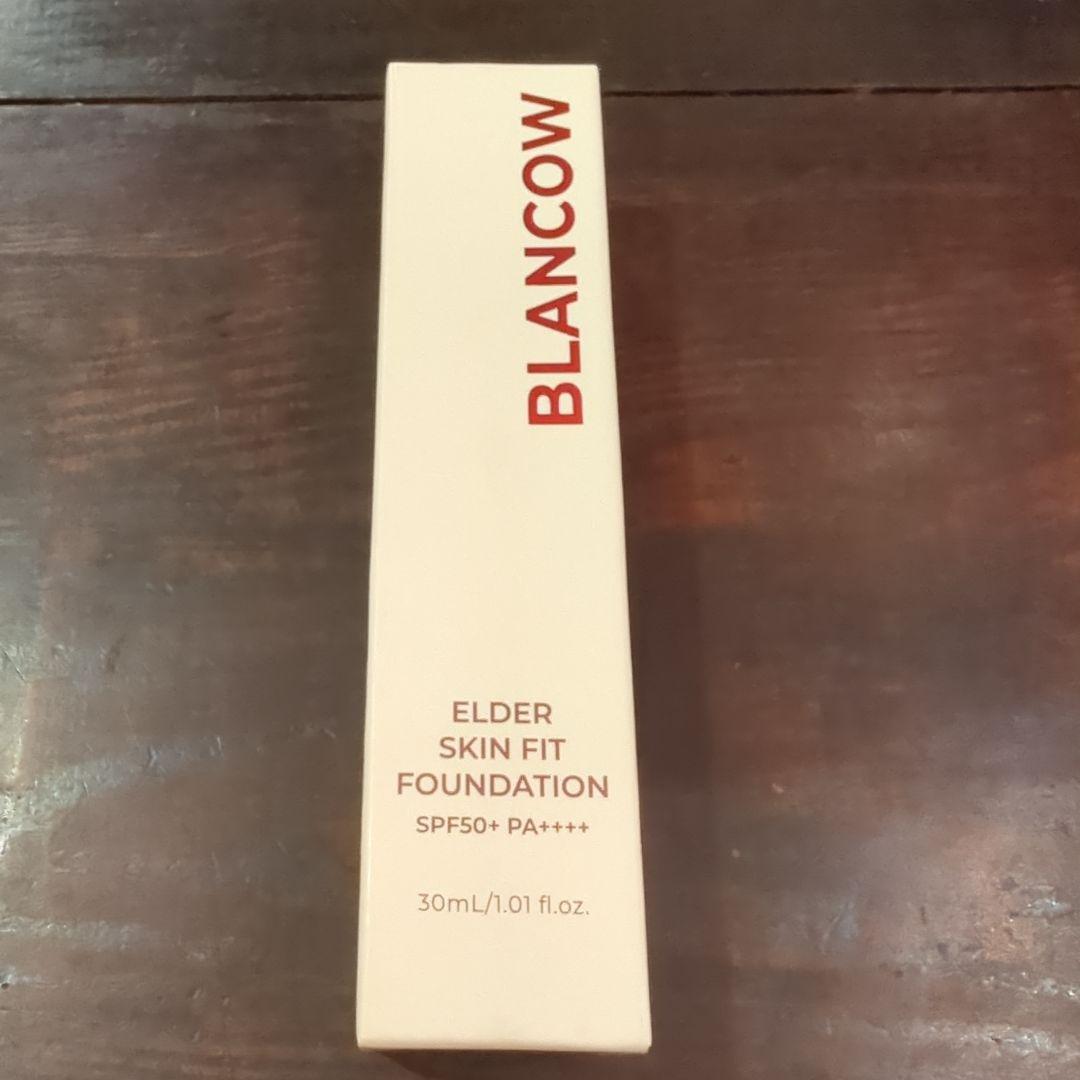 BLANCOW
ELDER
SKIN FIT
FOUNDATION
SPF50+ PA++++
30mL/1.01 fl.oz.